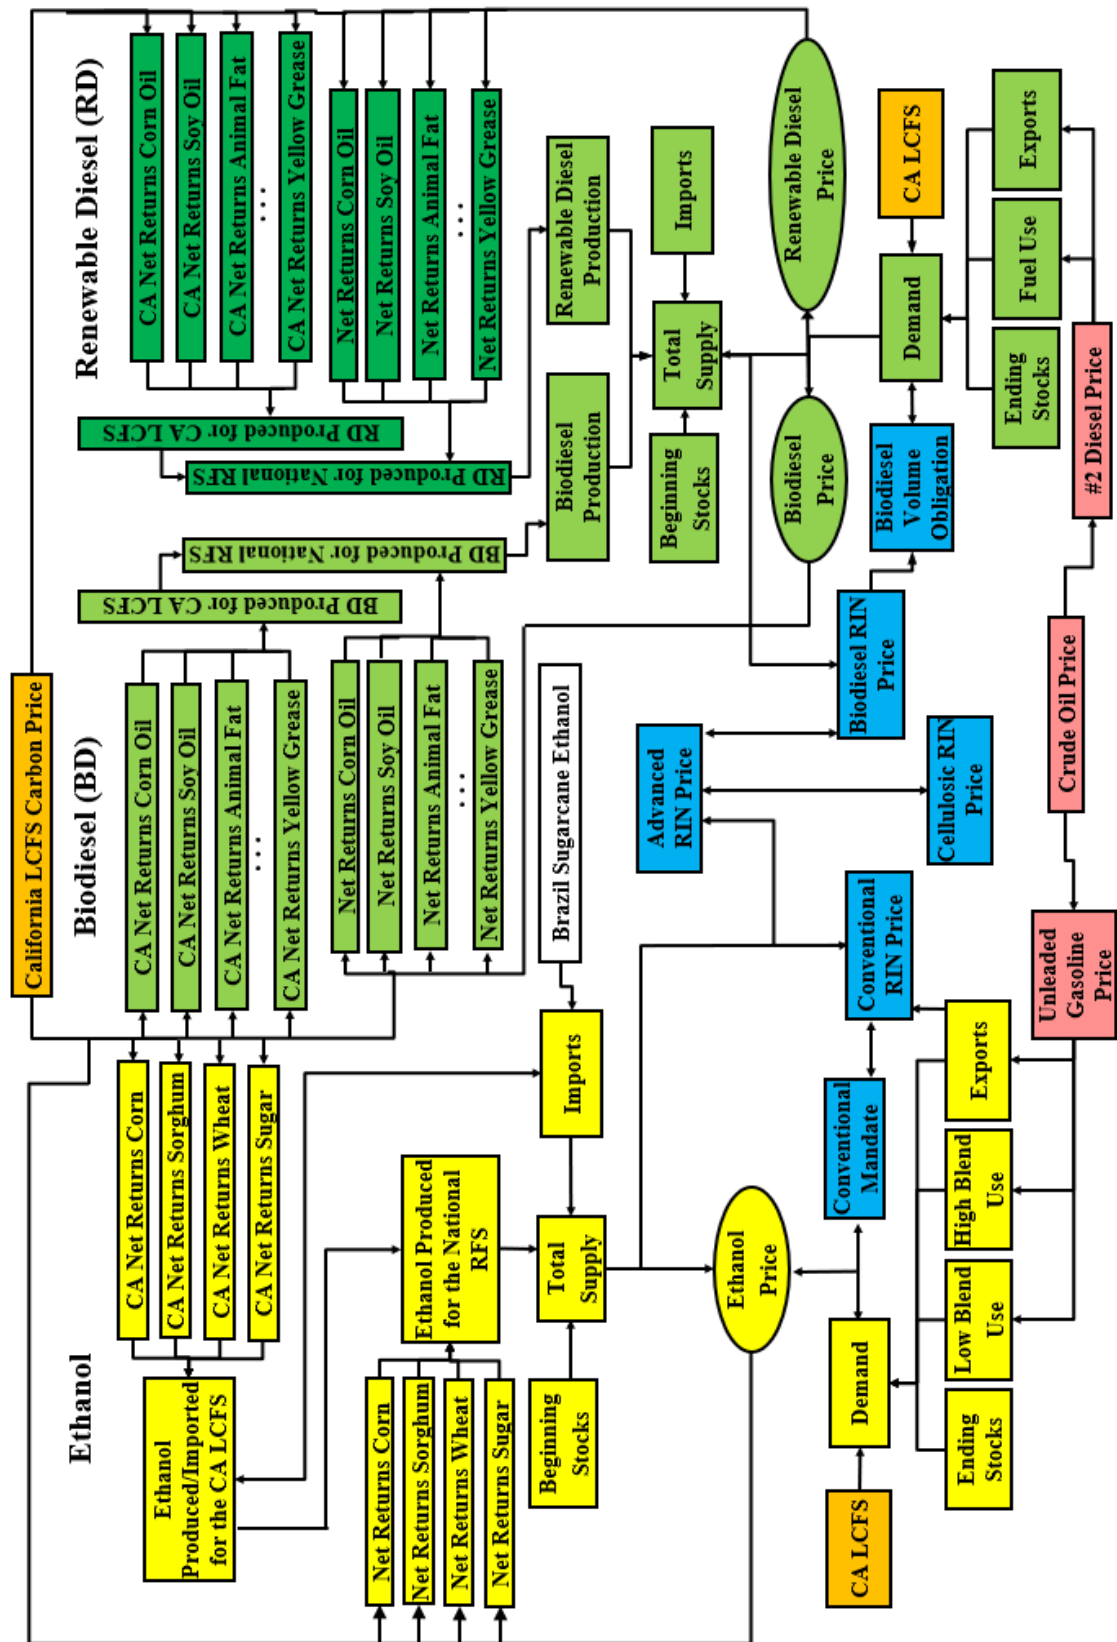 California LCFS Carbon Price
Ethanol
Biodiesel (BD)
Renewable Diesel (RD)
CA Net Returns Corn
CA Net Returns Sorghum
CA Net Returns Wheat
CA Net Returns Sugar
Ethanol
Produced/Imported
for the CA LCFS
CA Net Returns Corn Oil
CA Net Returns Soy Oil
CA Net Returns Animal Fat
...
CA Net Returns Yellow Grease
BD Produced for CA LCFS
BD Produced for National RFS
CA Net Returns Corn Oil
CA Net Returns Soy Oil
CA Net Returns Animal Fat
...
CA Net Returns Yellow Grease
RD Produced for CA LCFS
RD Produced for National RFS
Net Returns Corn
Net Returns Sorghum
Net Returns Wheat
Net Returns Sugar
Ethanol Produced
for the National
RFS
Net Returns Corn Oil
Net Returns Soy Oil
Net Returns Animal Fat
...
Net Returns Yellow Grease
Net Returns Corn Oil
Net Returns Soy Oil
Net Returns Animal Fat
...
Net Returns Yellow Grease
Beginning
Stocks
Total
Supply
Imports
Brazil Sugarcane Ethanol
Biodiesel
Production
Renewable Diesel
Production
Beginning
Stocks
Total
Supply
Imports
Ethanol
Price
Advanced
RIN Price
Biodiesel
Price
Renewable Diesel
Price
CA LCFS
Demand
Conventional
Mandate
Conventional
RIN Price
Cellulosic RIN
Price
Biodiesel RIN
Price
Biodiesel
Volume
Obligation
Demand
CA LCFS
Ending
Stocks
Low Blend
Use
High Blend
Use
Exports
Ending
Stocks
Fuel Use
Exports
Unleaded
Gasoline
Price
Crude Oil Price
#2 Diesel Price